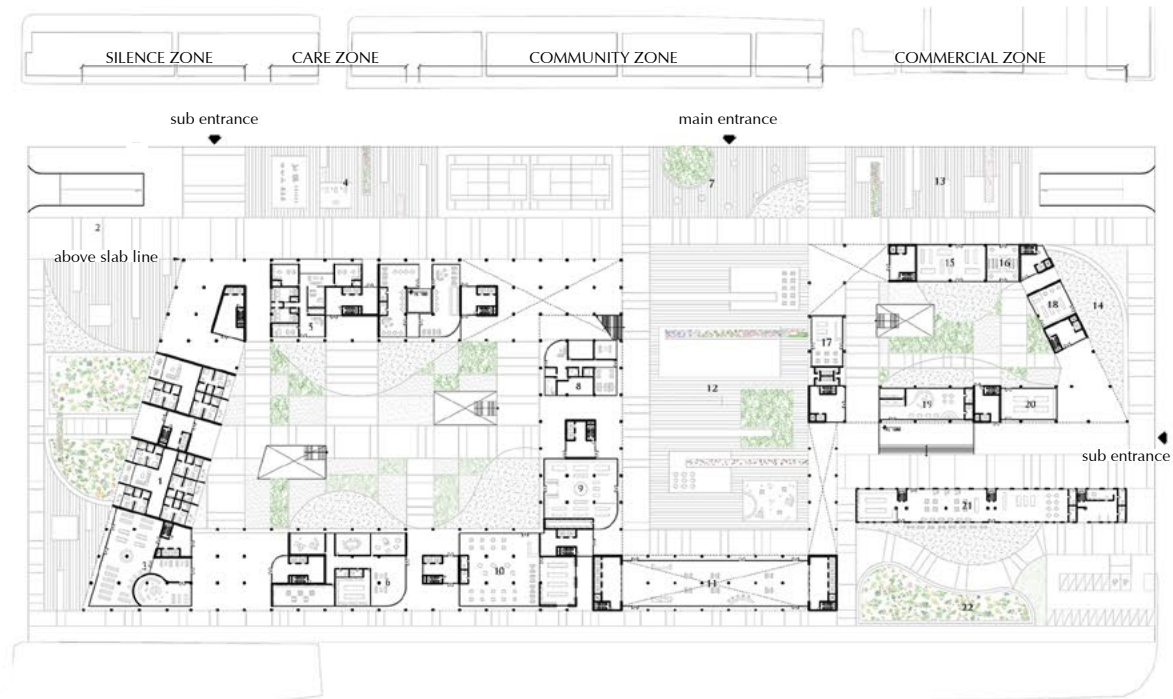 SILENCE ZONE
CARE ZONE
COMMUNITY ZONE
COMMERCIAL ZONE
sub entrance
main entrance
4
7
13
2
above slab line
15
16
5
18
14
17
8
12
19
20
sub entrance
1
9
21
3
10
11
22